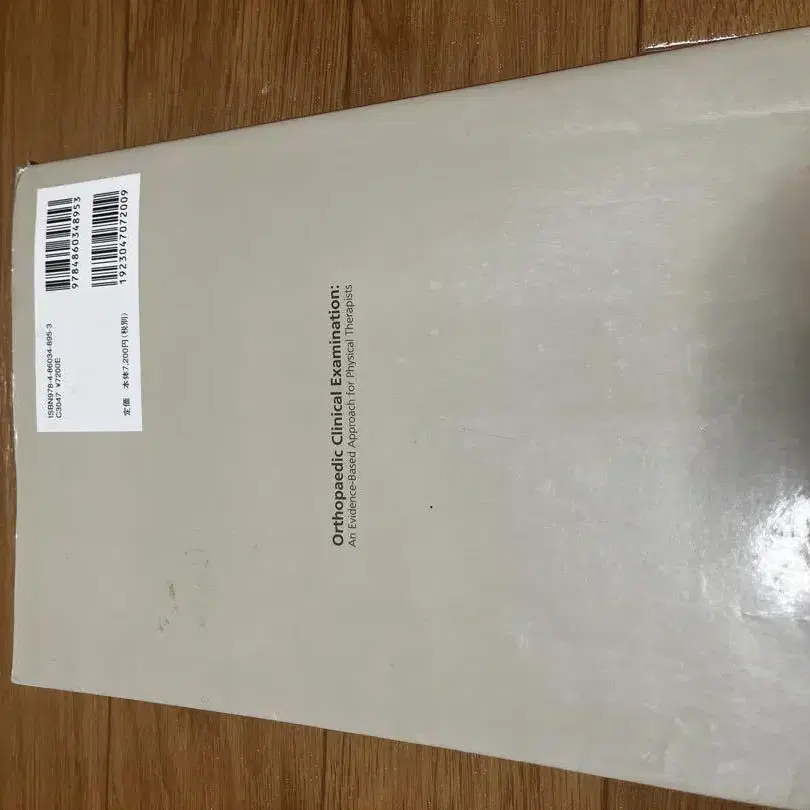 9784860348953
1923047072009
ISBN978-4-86034-895-3
C3047 ¥7200E
定価 本体7,200円(税別)
Orthopaedic Clinical Examination:
An Evidence-Based Approach for Physical Therapists